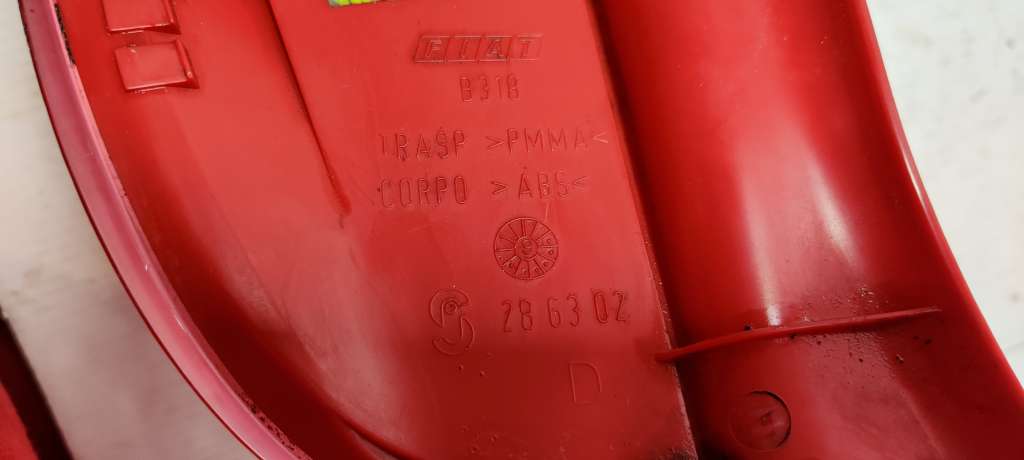 FIAT
B318
TRASP >PMMA<
CORPO >ABS<
28 63 02
D